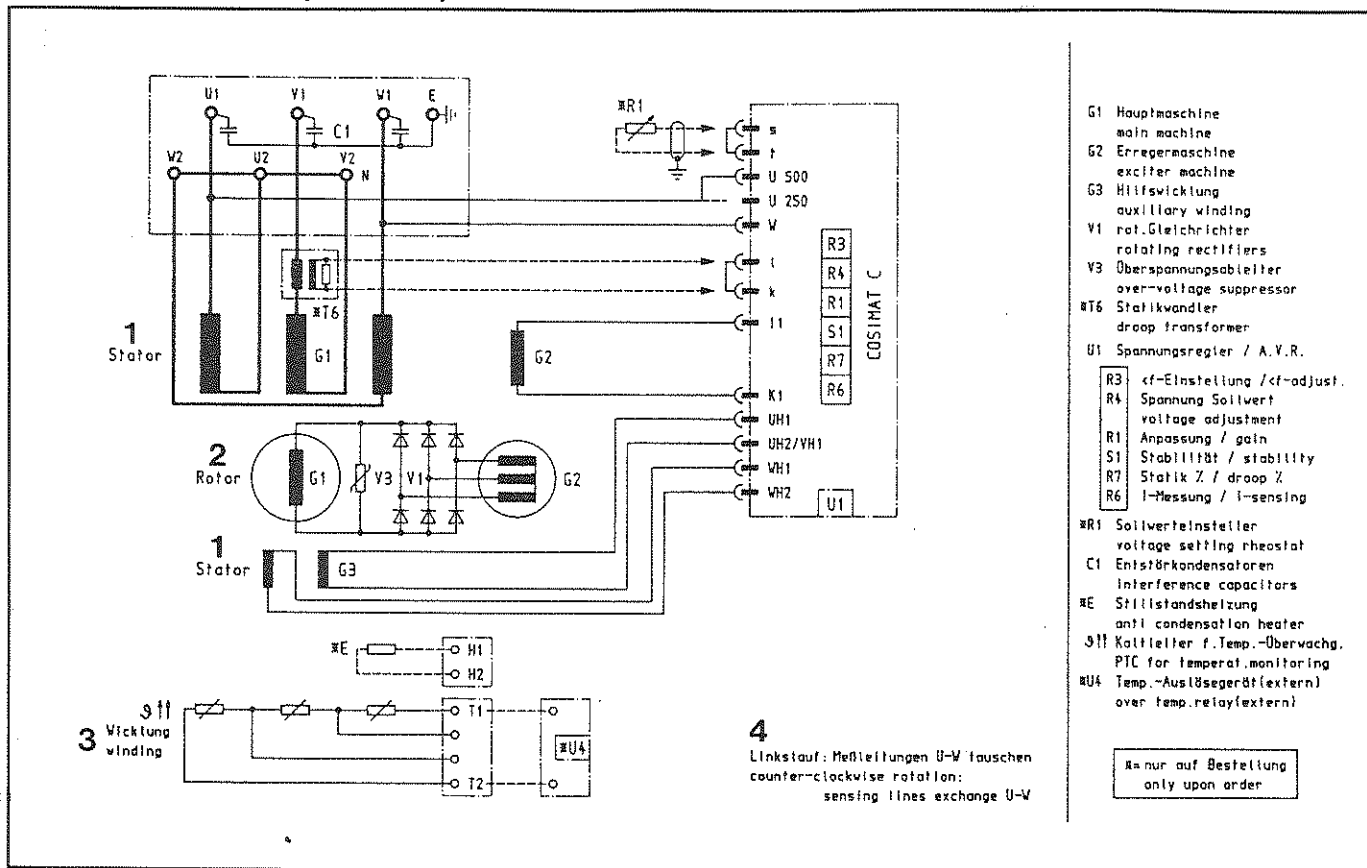 U1
V1
W1
E
C1
W2
U2
V2
N
※R1
s
t
U 500
U 250
W
l
k
I1
K1
UH1
UH2/VH1
WH1
WH2
R3
R4
R1
S1
R7
R6
COSIMAT C
U1
※T6
1
Stator
G1
G2
2
Rotor
G1
V3
V1
G2
1
Stator
G3
※E
H1
H2
ϑ↑↑
3 Wicklung
winding
T1
T2
※U4
4
Linkslauf: Meßleitungen U-W tauschen
counter-clockwise rotation:
sensing lines exchange U-W
G1 Hauptmaschine
main machine
G2 Erregermaschine
exciter machine
G3 Hilfswicklung
auxiliary winding
V1 rot.Gleichrichter
rotating rectifiers
V3 Überspannungsableiter
over-voltage suppressor
※T6 Statikwandler
droop transformer
U1 Spannungsregler / A.V.R.
R3 <f-Einstellung /<f-adjust.
R4 Spannung Sollwert
voltage adjustment
R1 Anpassung / gain
S1 Stabilität / stability
R7 Statik % / droop %
R6 I-Messung / I-sensing
※R1 Sollwerteinsteller
voltage setting rheostat
C1 Entstörkondensatoren
interference capacitors
※E Stillstandsheizung
anti condensation heater
ϑ↑↑ Kaltleiter f.Temp.-Überwachg.
PTC for temperat.monitoring
※U4 Temp.-Auslösegerät(extern)
over temp.relay(extern)
※= nur auf Bestellung
only upon order